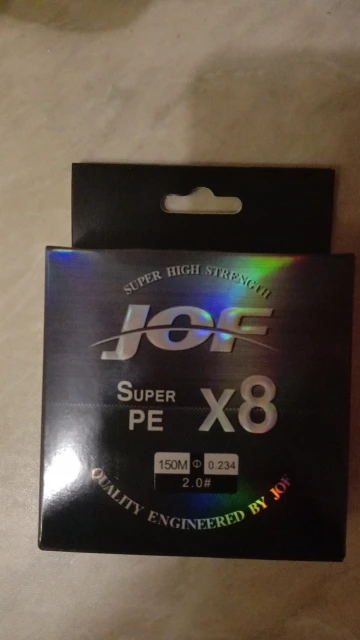 SUPER HIGH STRENGTH
JOF
SUPER
PE
X8
150M Φ 0.234
2.0#
QUALITY ENGINEERED BY JOF